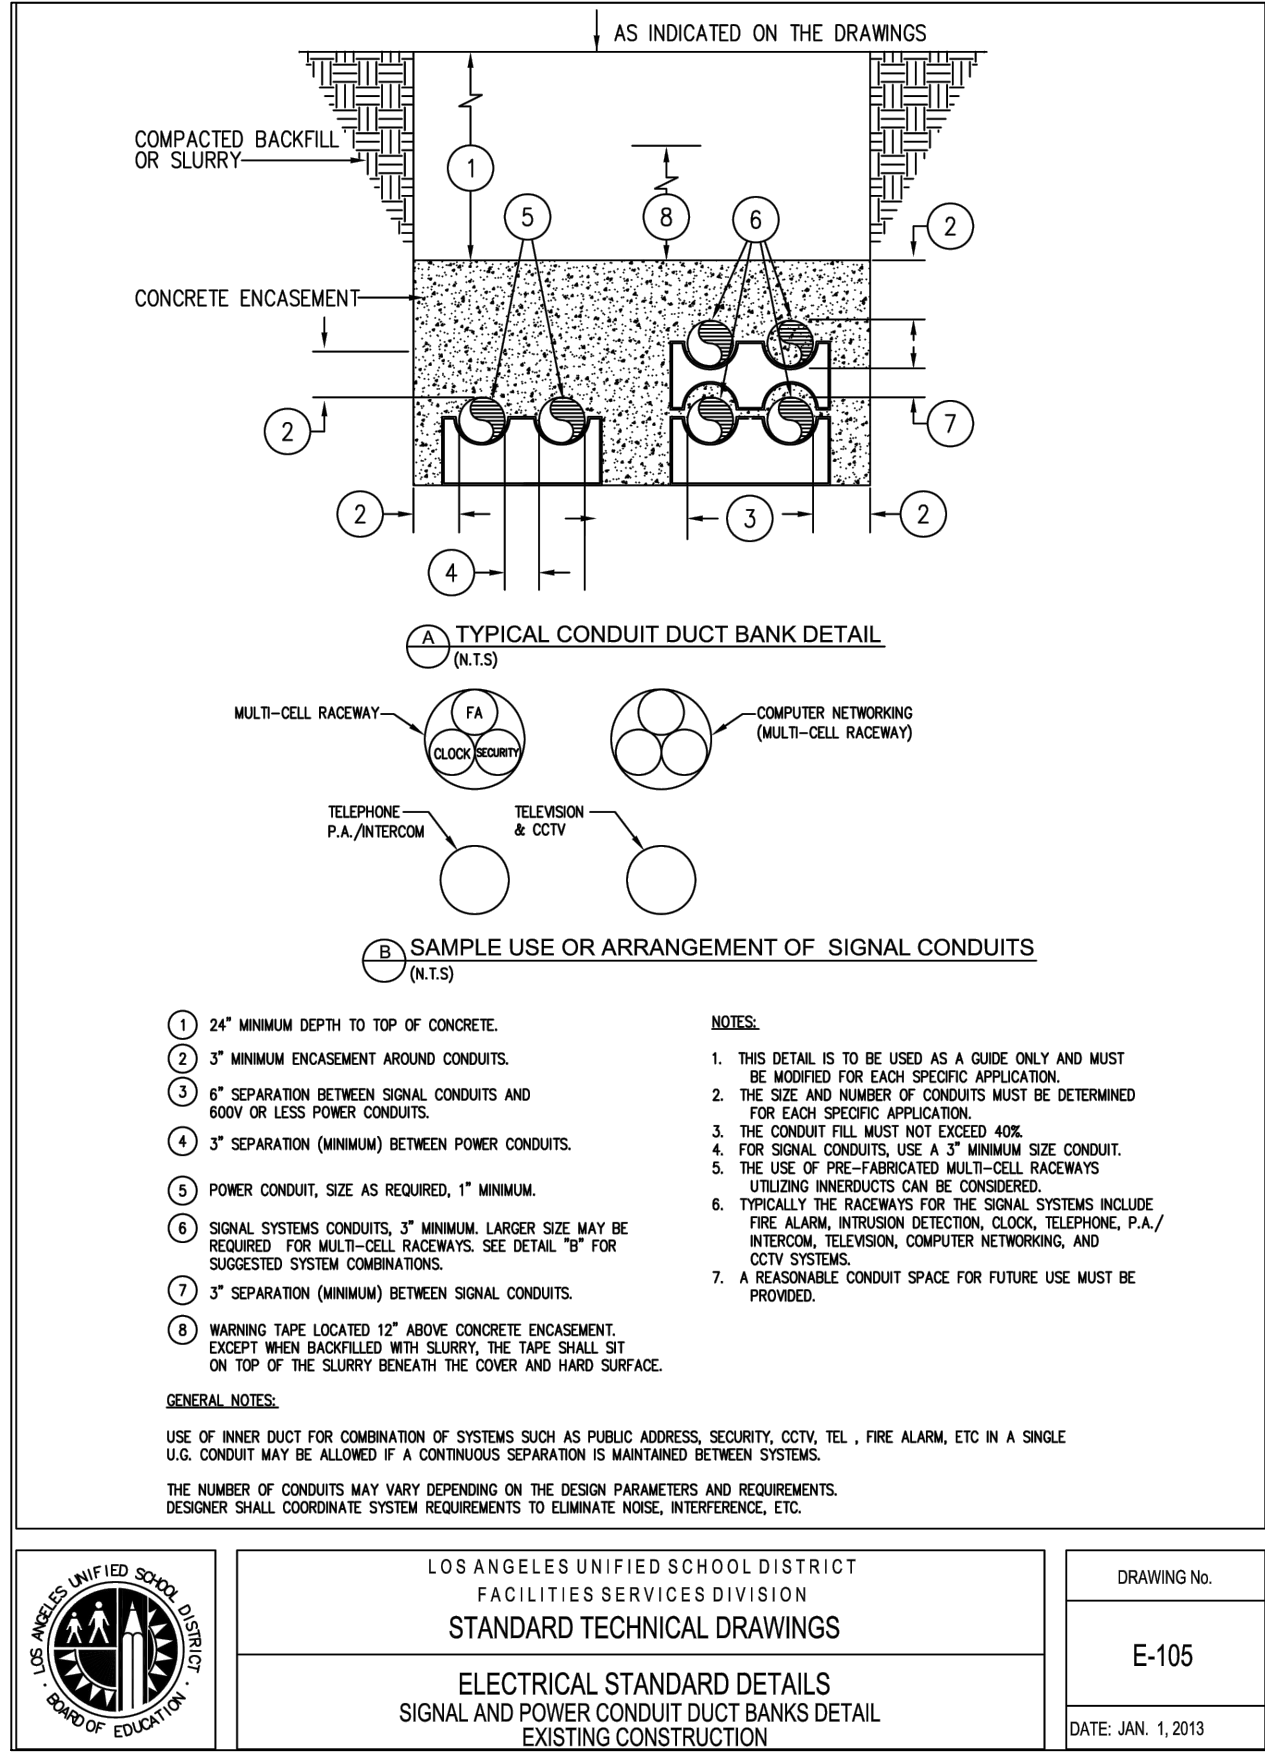 AS INDICATED ON THE DRAWINGS
COMPACTED BACKFILL
OR SLURRY
1
5
8
6
2
CONCRETE ENCASEMENT
2
7
2
3
2
4
A TYPICAL CONDUIT DUCT BANK DETAIL
(N.T.S)
MULTI-CELL RACEWAY
FA
CLOCK
SECURITY
COMPUTER NETWORKING
(MULTI-CELL RACEWAY)
TELEPHONE
P.A./INTERCOM
TELEVISION
& CCTV
B SAMPLE USE OR ARRANGEMENT OF SIGNAL CONDUITS
(N.T.S)
1 24" MINIMUM DEPTH TO TOP OF CONCRETE.
2 3" MINIMUM ENCASEMENT AROUND CONDUITS.
3 6" SEPARATION BETWEEN SIGNAL CONDUITS AND
600V OR LESS POWER CONDUITS.
4 3" SEPARATION (MINIMUM) BETWEEN POWER CONDUITS.
5 POWER CONDUIT, SIZE AS REQUIRED, 1" MINIMUM.
6 SIGNAL SYSTEMS CONDUITS, 3" MINIMUM. LARGER SIZE MAY BE
REQUIRED FOR MULTI-CELL RACEWAYS. SEE DETAIL "B" FOR
SUGGESTED SYSTEM COMBINATIONS.
7 3" SEPARATION (MINIMUM) BETWEEN SIGNAL CONDUITS.
8 WARNING TAPE LOCATED 12" ABOVE CONCRETE ENCASEMENT.
EXCEPT WHEN BACKFILLED WITH SLURRY, THE TAPE SHALL SIT
ON TOP OF THE SLURRY BENEATH THE COVER AND HARD SURFACE.
NOTES:
1. THIS DETAIL IS TO BE USED AS A GUIDE ONLY AND MUST
BE MODIFIED FOR EACH SPECIFIC APPLICATION.
2. THE SIZE AND NUMBER OF CONDUITS MUST BE DETERMINED
FOR EACH SPECIFIC APPLICATION.
3. THE CONDUIT FILL MUST NOT EXCEED 40%.
4. FOR SIGNAL CONDUITS, USE A 3" MINIMUM SIZE CONDUIT.
5. THE USE OF PRE-FABRICATED MULTI-CELL RACEWAYS
UTILIZING INNERDUCTS CAN BE CONSIDERED.
6. TYPICALLY THE RACEWAYS FOR THE SIGNAL SYSTEMS INCLUDE
FIRE ALARM, INTRUSION DETECTION, CLOCK, TELEPHONE, P.A./
INTERCOM, TELEVISION, COMPUTER NETWORKING, AND
CCTV SYSTEMS.
7. A REASONABLE CONDUIT SPACE FOR FUTURE USE MUST BE
PROVIDED.
GENERAL NOTES:
USE OF INNER DUCT FOR COMBINATION OF SYSTEMS SUCH AS PUBLIC ADDRESS, SECURITY, CCTV, TEL , FIRE ALARM, ETC IN A SINGLE
U.G. CONDUIT MAY BE ALLOWED IF A CONTINUOUS SEPARATION IS MAINTAINED BETWEEN SYSTEMS.
THE NUMBER OF CONDUITS MAY VARY DEPENDING ON THE DESIGN PARAMETERS AND REQUIREMENTS.
DESIGNER SHALL COORDINATE SYSTEM REQUIREMENTS TO ELIMINATE NOISE, INTERFERENCE, ETC.
LOS ANGELES UNIFIED SCHOOL DISTRICT
BOARD OF EDUCATION
LOS ANGELES UNIFIED SCHOOL DISTRICT
FACILITIES SERVICES DIVISION
STANDARD TECHNICAL DRAWINGS
ELECTRICAL STANDARD DETAILS
SIGNAL AND POWER CONDUIT DUCT BANKS DETAIL
EXISTING CONSTRUCTION
DRAWING No.
E-105
DATE: JAN. 1, 2013